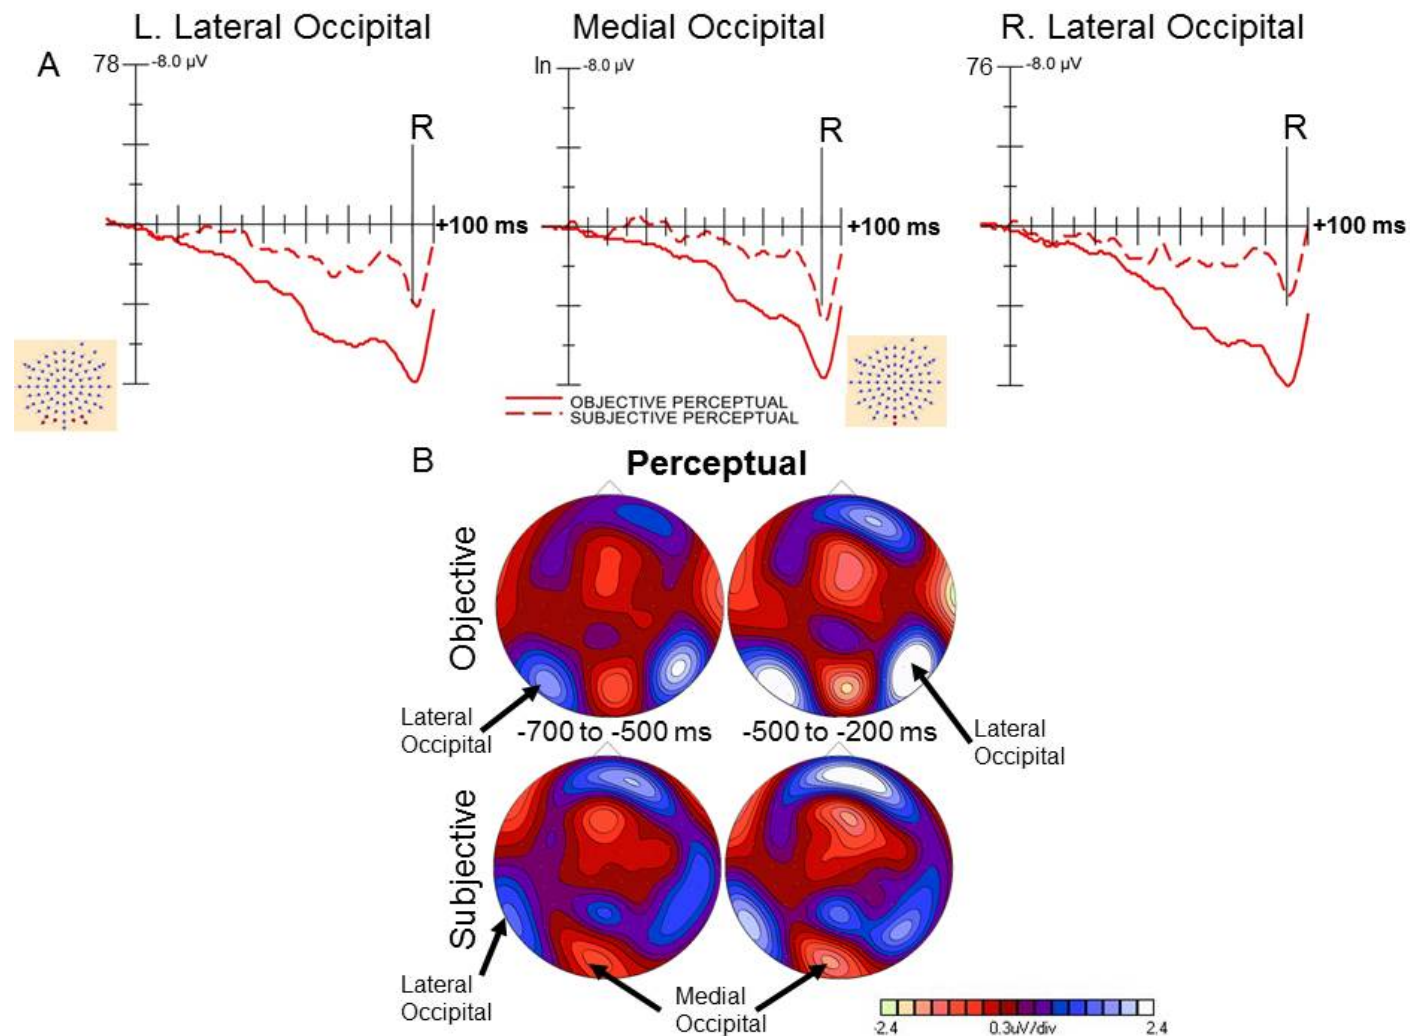 L. Lateral Occipital
Medial Occipital
R. Lateral Occipital
A
78
-8.0 µV
In
-8.0 µV
76
-8.0 µV
R
R
R
+100 ms
+100 ms
+100 ms
OBJECTIVE PERCEPTUAL
SUBJECTIVE PERCEPTUAL
B
Perceptual
Objective
Lateral
Occipital
-700 to -500 ms
-500 to -200 ms
Lateral
Occipital
Subjective
Lateral
Occipital
Medial
Occipital
-2.4
0.3uV/div
2.4